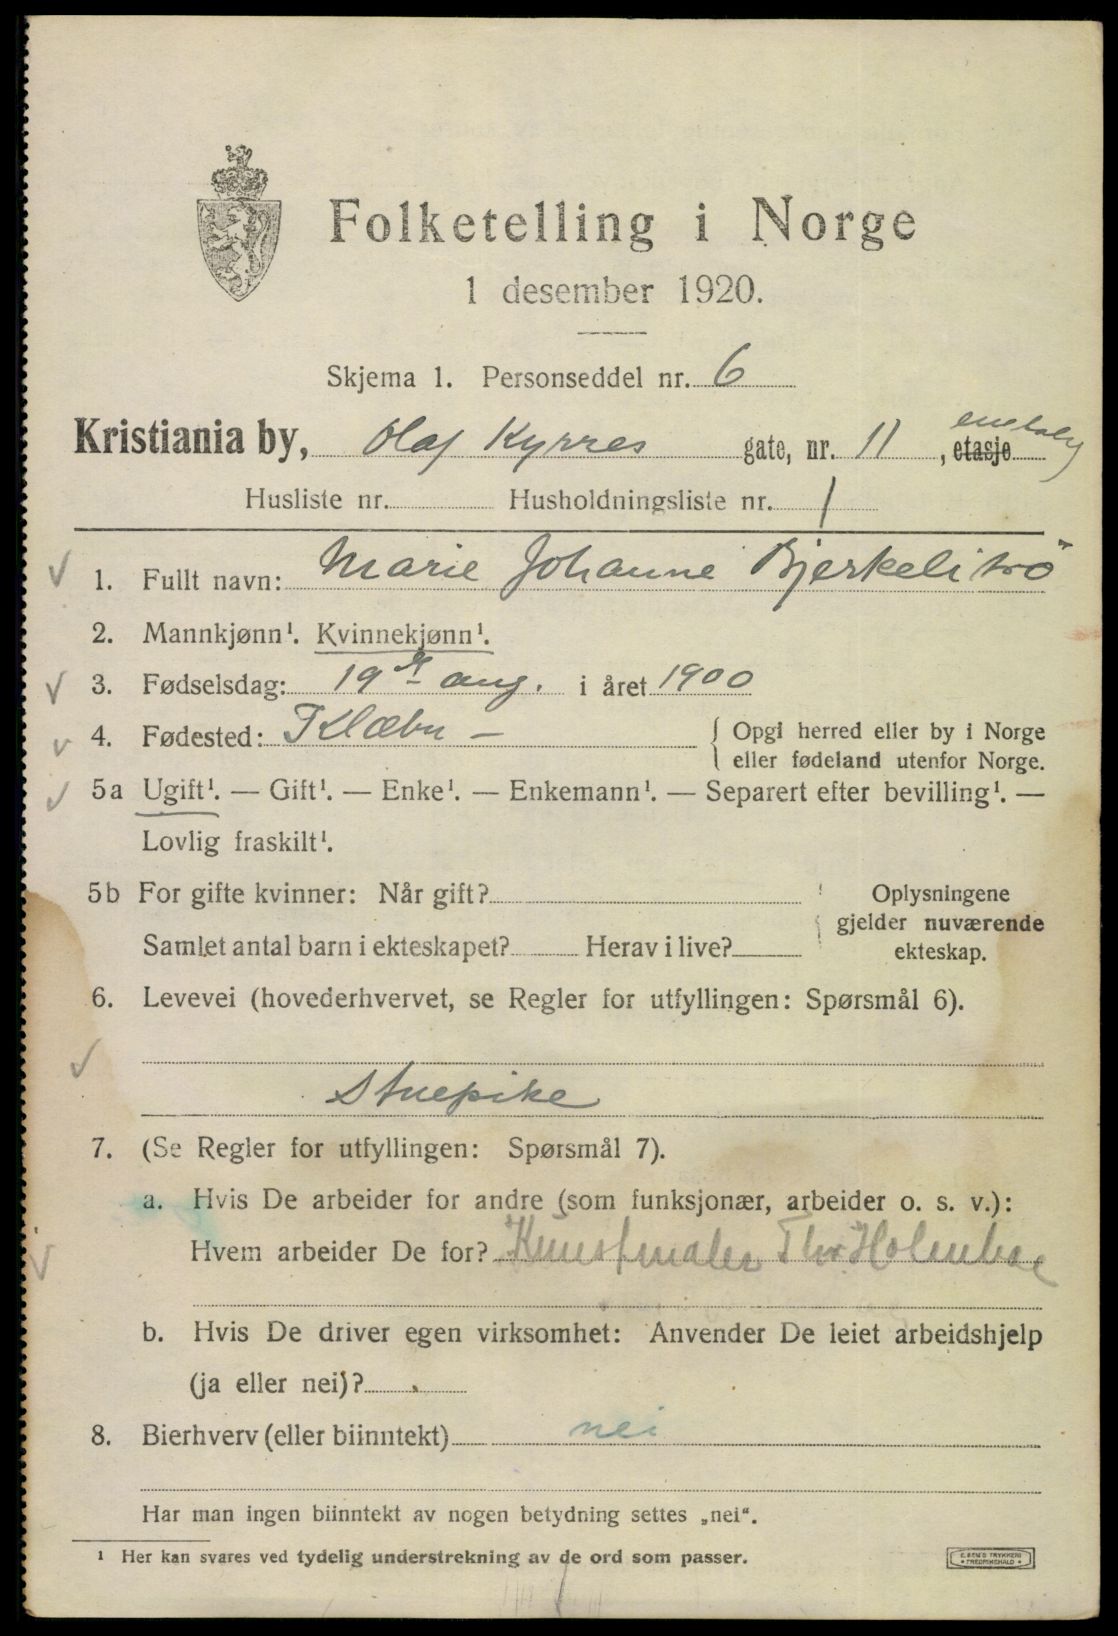 Folketelling i Norge
1 desember 1920.
Skjema 1. Personseddel nr. 6
Kristiania by, Olaf Kyrres gate, nr. 11, etasje enebolig
Husliste nr. Husholdningsliste nr. 1
1. Fullt navn: Marie Johanne Bjerkelitrö
2. Mannkjønn¹. Kvinnekjønn¹.
3. Fødselsdag: 19 aug. i året 1900
4. Fødested: Klæbu — { Opgi herred eller by i Norge
eller fødeland utenfor Norge.
5a Ugift¹. — Gift¹. — Enke¹. — Enkemann¹. — Separert efter bevilling¹. —
Lovlig fraskilt¹.
5b For gifte kvinner: Når gift? Oplysningene
gjelder nuværende
Samlet antal barn i ekteskapet? Herav i live? ekteskap.
6. Levevei (hovederhvervet, se Regler for utfyllingen: Spørsmål 6).
Stuepike
7. (Se Regler for utfyllingen: Spørsmål 7).
a. Hvis De arbeider for andre (som funksjonær, arbeider o. s. v.):
Hvem arbeider De for? Kunstmaler Thv Holmboe
b. Hvis De driver egen virksomhet: Anvender De leiet arbeidshjelp
(ja eller nei)?
8. Bierhverv (eller biinntekt) nei
Har man ingen biinntekt av nogen betydning settes „nei“.
¹ Her kan svares ved tydelig understrekning av de ord som passer.